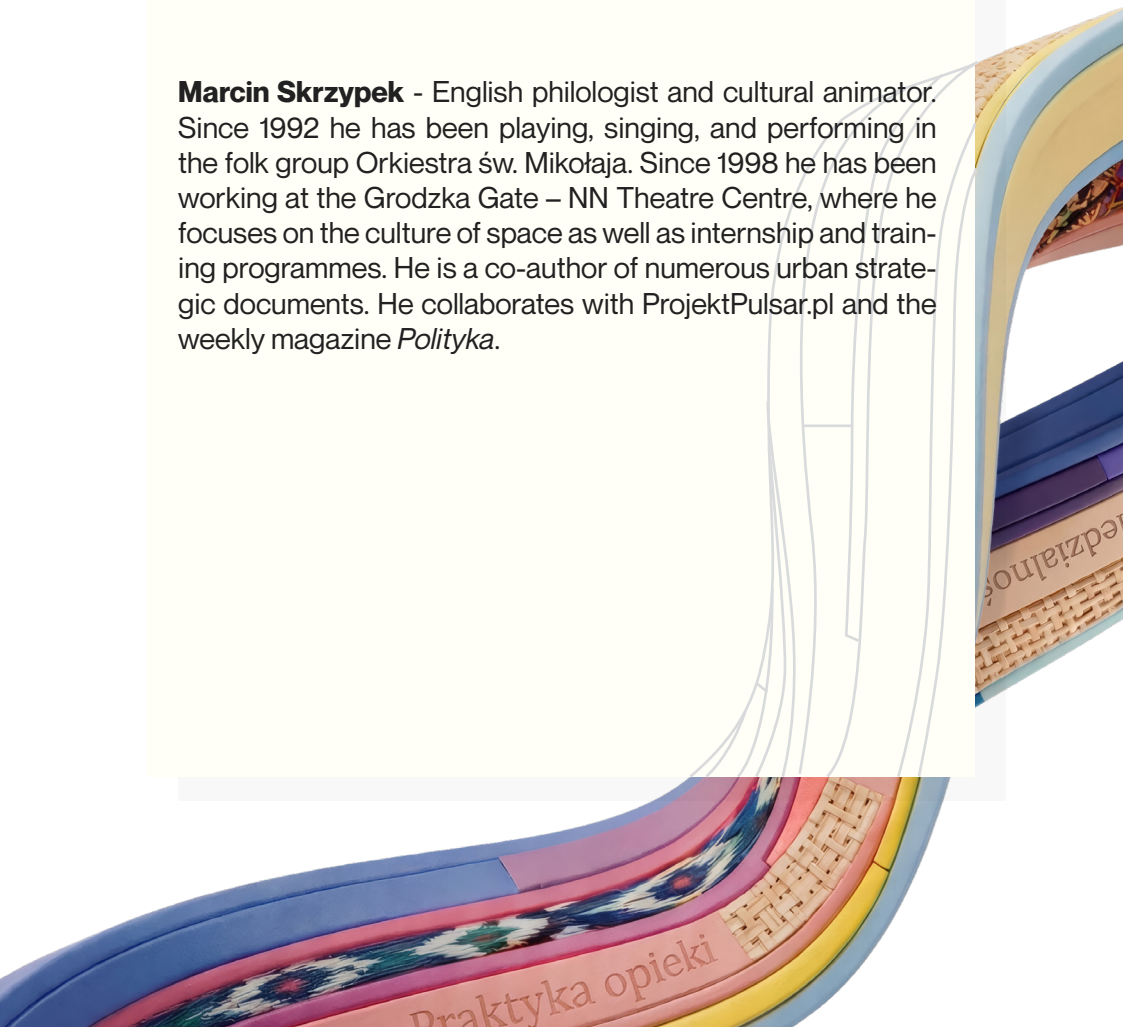 Marcin Skrzypek - English philologist and cultural animator.
Since 1992 he has been playing, singing, and performing in
the folk group Orkiestra św. Mikołaja. Since 1998 he has been
working at the Grodzka Gate – NN Theatre Centre, where he
focuses on the culture of space as well as internship and train-
ing programmes. He is a co-author of numerous urban strate-
gic documents. He collaborates with ProjektPulsar.pl and the
weekly magazine Polityka.
Praktyka opieki